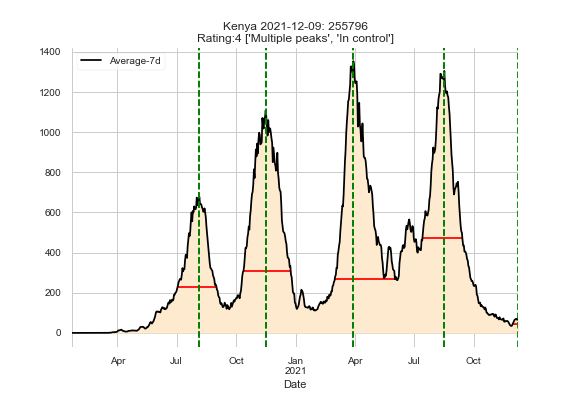 Kenya 2021-12-09: 255796
Rating:4 ['Multiple peaks', 'In control']
Average-7d
1400
1200
1000
800
600
400
200
0
Apr Jul Oct Jan Apr Jul Oct
2021
Date